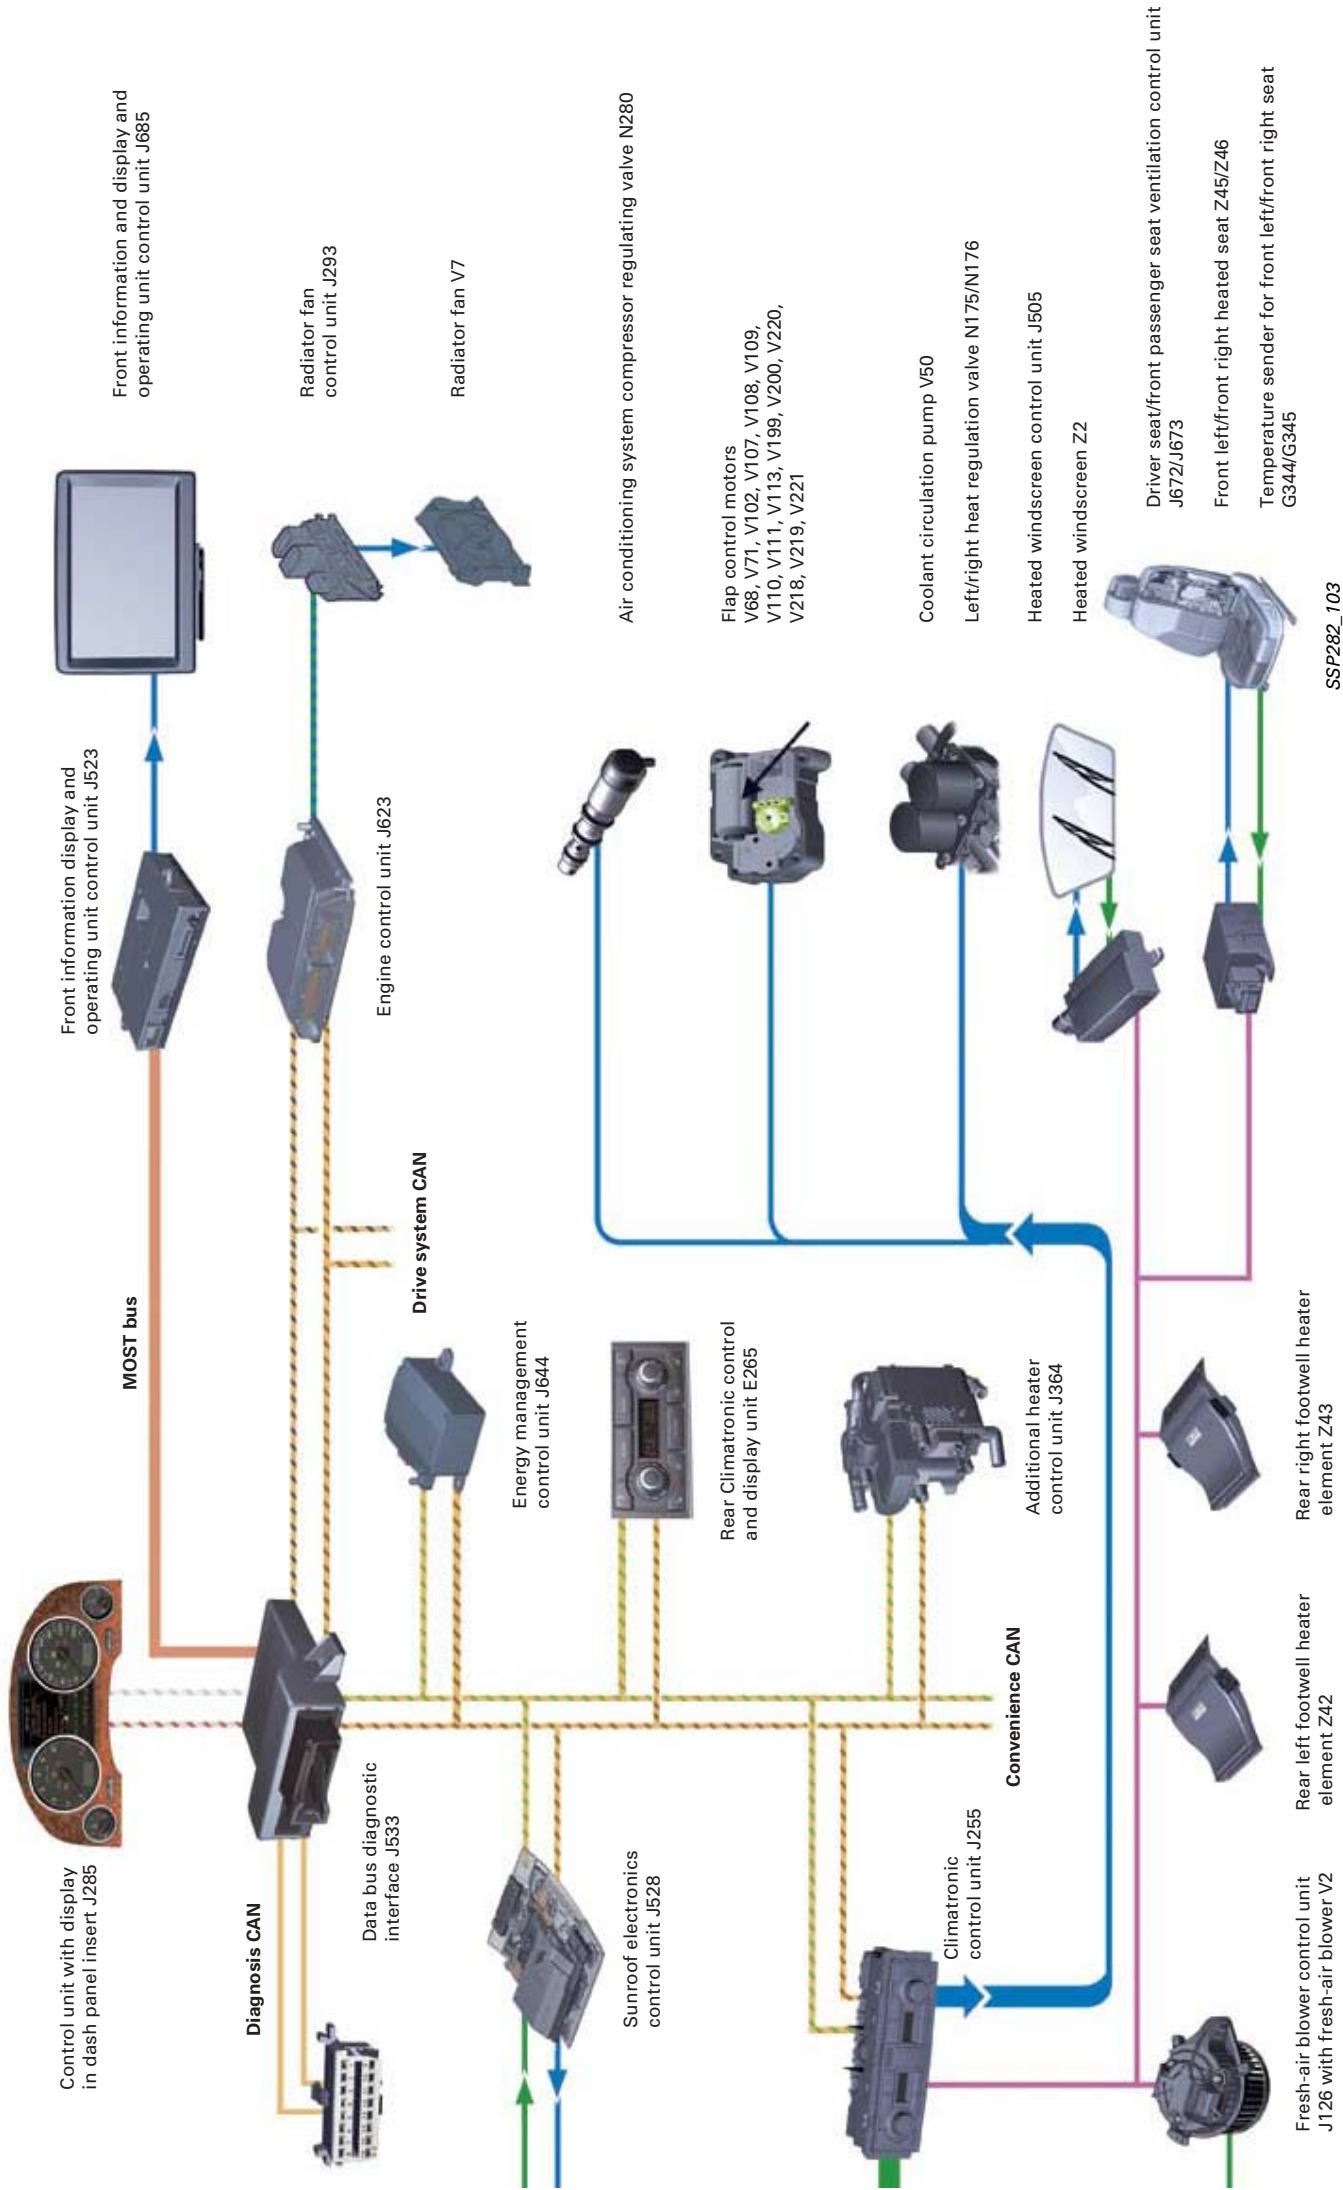 Control unit with display
in dash panel insert J285
MOST bus
Front information display and
operating unit control unit J523
Front information and display and
operating unit control unit J685
Diagnosis CAN
Data bus diagnostic
interface J533
Drive system CAN
Engine control unit J623
Radiator fan
control unit J293
Radiator fan V7
Energy management
control unit J644
Sunroof electronics
control unit J528
Rear Climatronic control
and display unit E265
Air conditioning system compressor regulating valve N280
Flap control motors
V68, V71, V102, V107, V108, V109,
V110, V111, V113, V199, V200, V220,
V218, V219, V221
Climatronic
control unit J255
Convenience CAN
Additional heater
control unit J364
Coolant circulation pump V50
Left/right heat regulation valve N175/N176
Heated windscreen control unit J505
Heated windscreen Z2
Driver seat/front passenger seat ventilation control unit
J672/J673
Front left/front right heated seat Z45/Z46
Temperature sender for front left/front right seat
G344/G345
Fresh-air blower control unit
J126 with fresh-air blower V2
Rear left footwell heater
element Z42
Rear right footwell heater
element Z43
SSP282_103